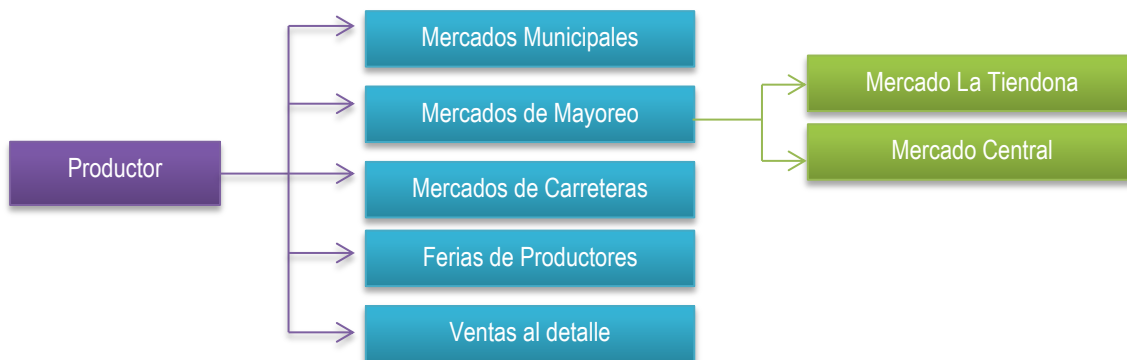 Productor
Mercados Municipales
Mercados de Mayoreo
Mercados de Carreteras
Ferias de Productores
Ventas al detalle
Mercado La Tiendona
Mercado Central